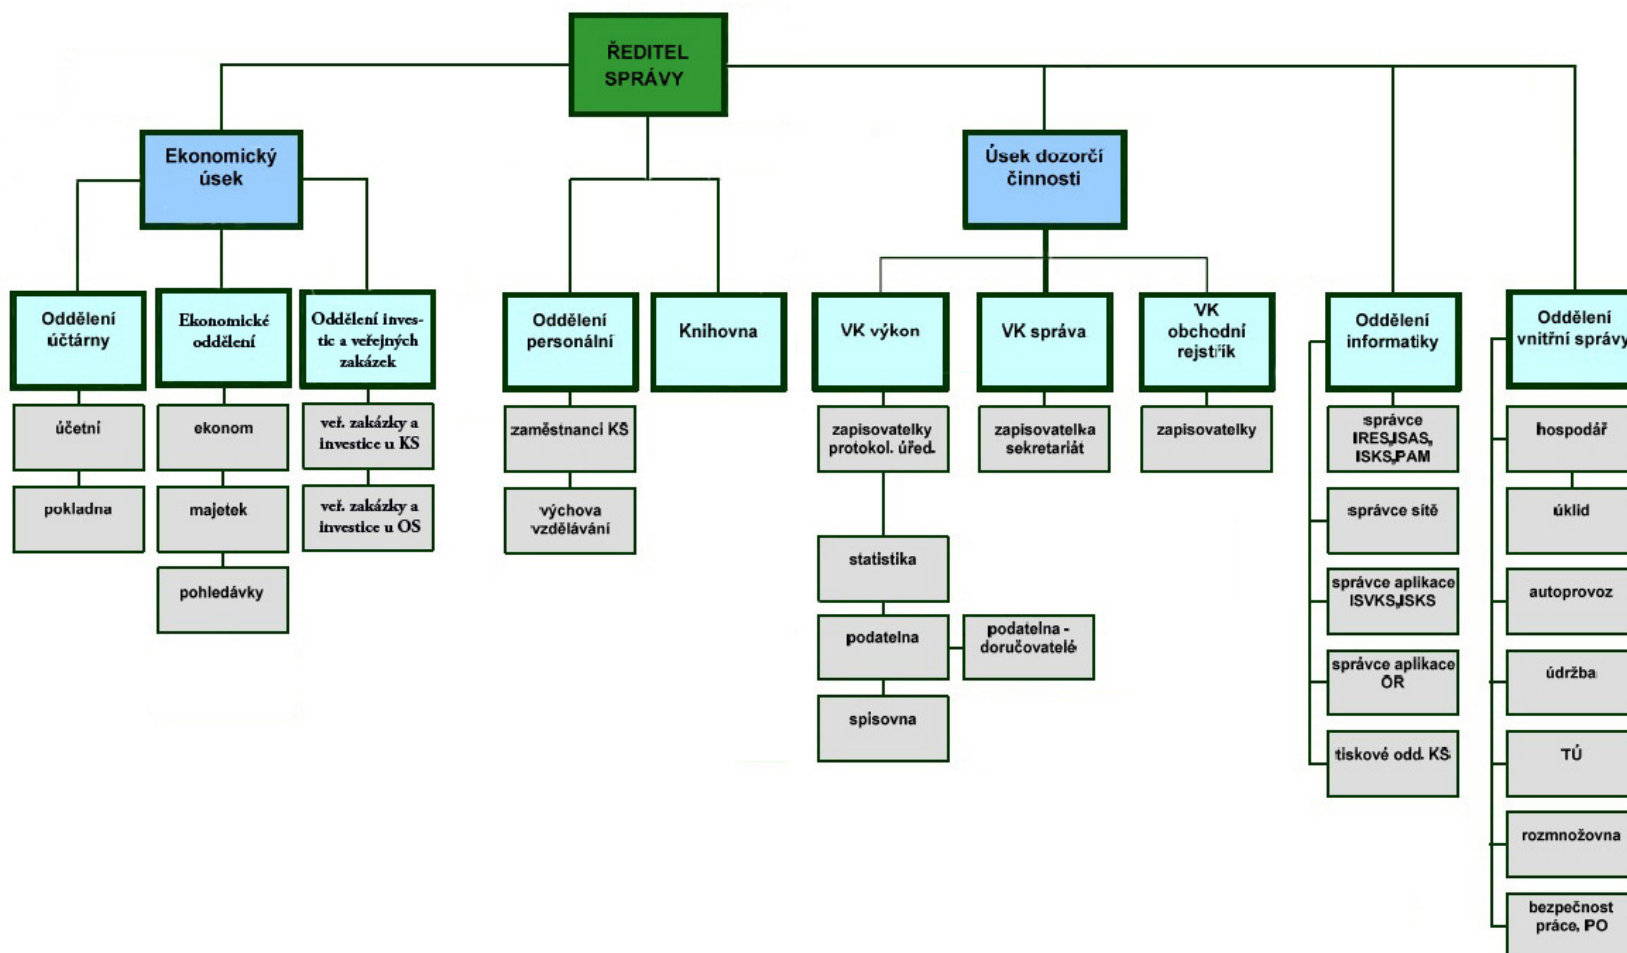 ŘEDITEL
SPRÁVY
Ekonomický
úsek
Úsek dozorčí
činnosti
Oddělení
účtárny
Ekonomické
oddělení
Oddělení inves-
tic a veřejných
zakázek
Oddělení
personální
Knihovna
VK výkon
VK správa
VK
obchodní
rejstřík
Oddělení
informatiky
Oddělení
vnitřní správy
účetní
ekonom
veř. zakázky a
investice u KS
zaměstnanci KS
zapisovatelky
protokol. úřed.
zapisovatelka
sekretariát
zapisovatelky
správce
IRES,ISAS,
ISKS,PAM
hospodář
pokladna
majetek
veř. zakázky a
investice u OS
výchova
vzdělávání
správce sítě
úklid
pohledávky
statistika
správce aplikace
ISVKS,ISKS
autoprovoz
podatelna
podatelna -
doručovatelé
správce aplikace
OR
údržba
spisovna
tiskové odd. KS
TÚ
rozmnožovna
bezpečnost
práce, PO